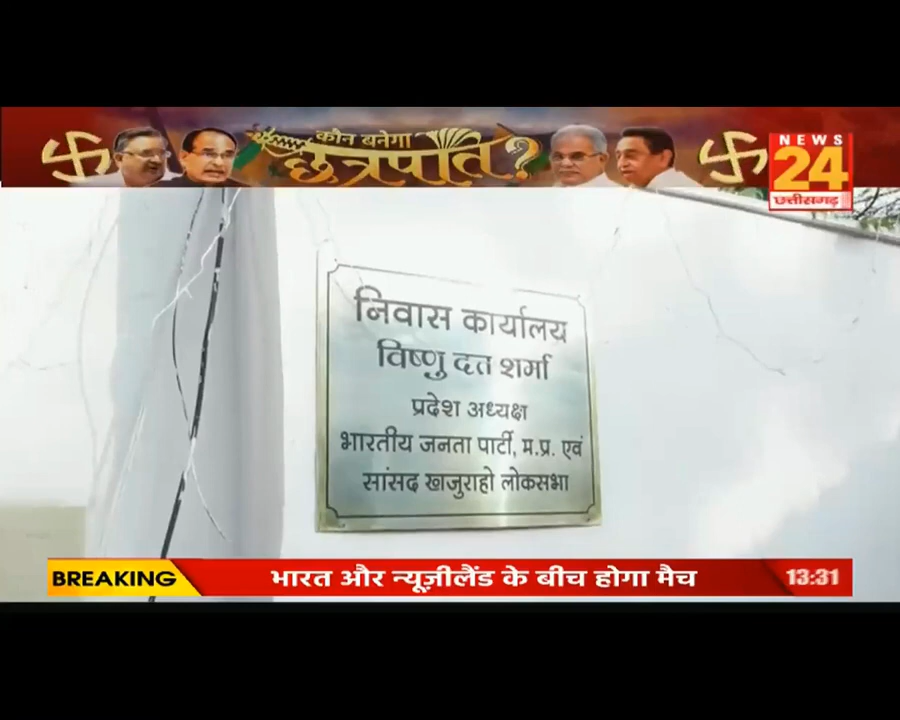 कौन बनेगा
छत्रपति?
NEWS
24
छत्तीसगढ़
निवास कार्यालय
विष्णु दत्त शर्मा
प्रदेश अध्यक्ष
भारतीय जनता पार्टी, म.प्र. एवं
सांसद खजुराहो लोकसभा
BREAKING
भारत और न्यूज़ीलैंड के बीच होगा मैच
13:31